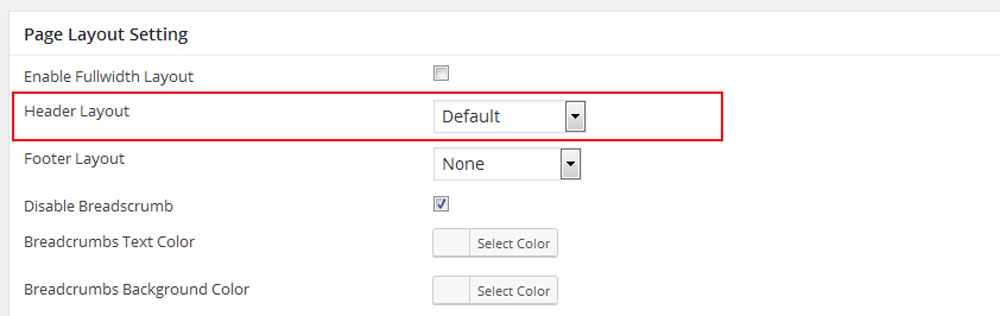 Page Layout Setting
Enable Fullwidth Layout
Header Layout Default
Footer Layout None
Disable Breadscrumb
Breadcrumbs Text Color Select Color
Breadcrumbs Background Color Select Color